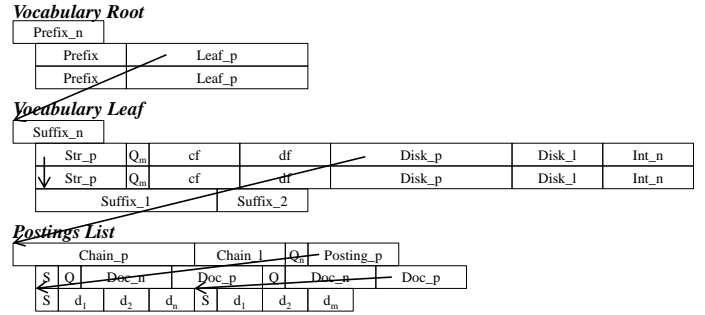 Vocabulary Root
Prefix_n
Prefix Leaf_p
Prefix Leaf_p
Vocabulary Leaf
Suffix_n
Str_p Qm cf df Disk_p Disk_l Int_n
Str_p Qm cf df Disk_p Disk_l Int_n
Suffix_1 Suffix_2
Postings List
Chain_p Chain_l Qn Posting_p
S Q Doc_n Doc_p Q Doc_n Doc_p
S d1 d2 dn S d1 d2 dm